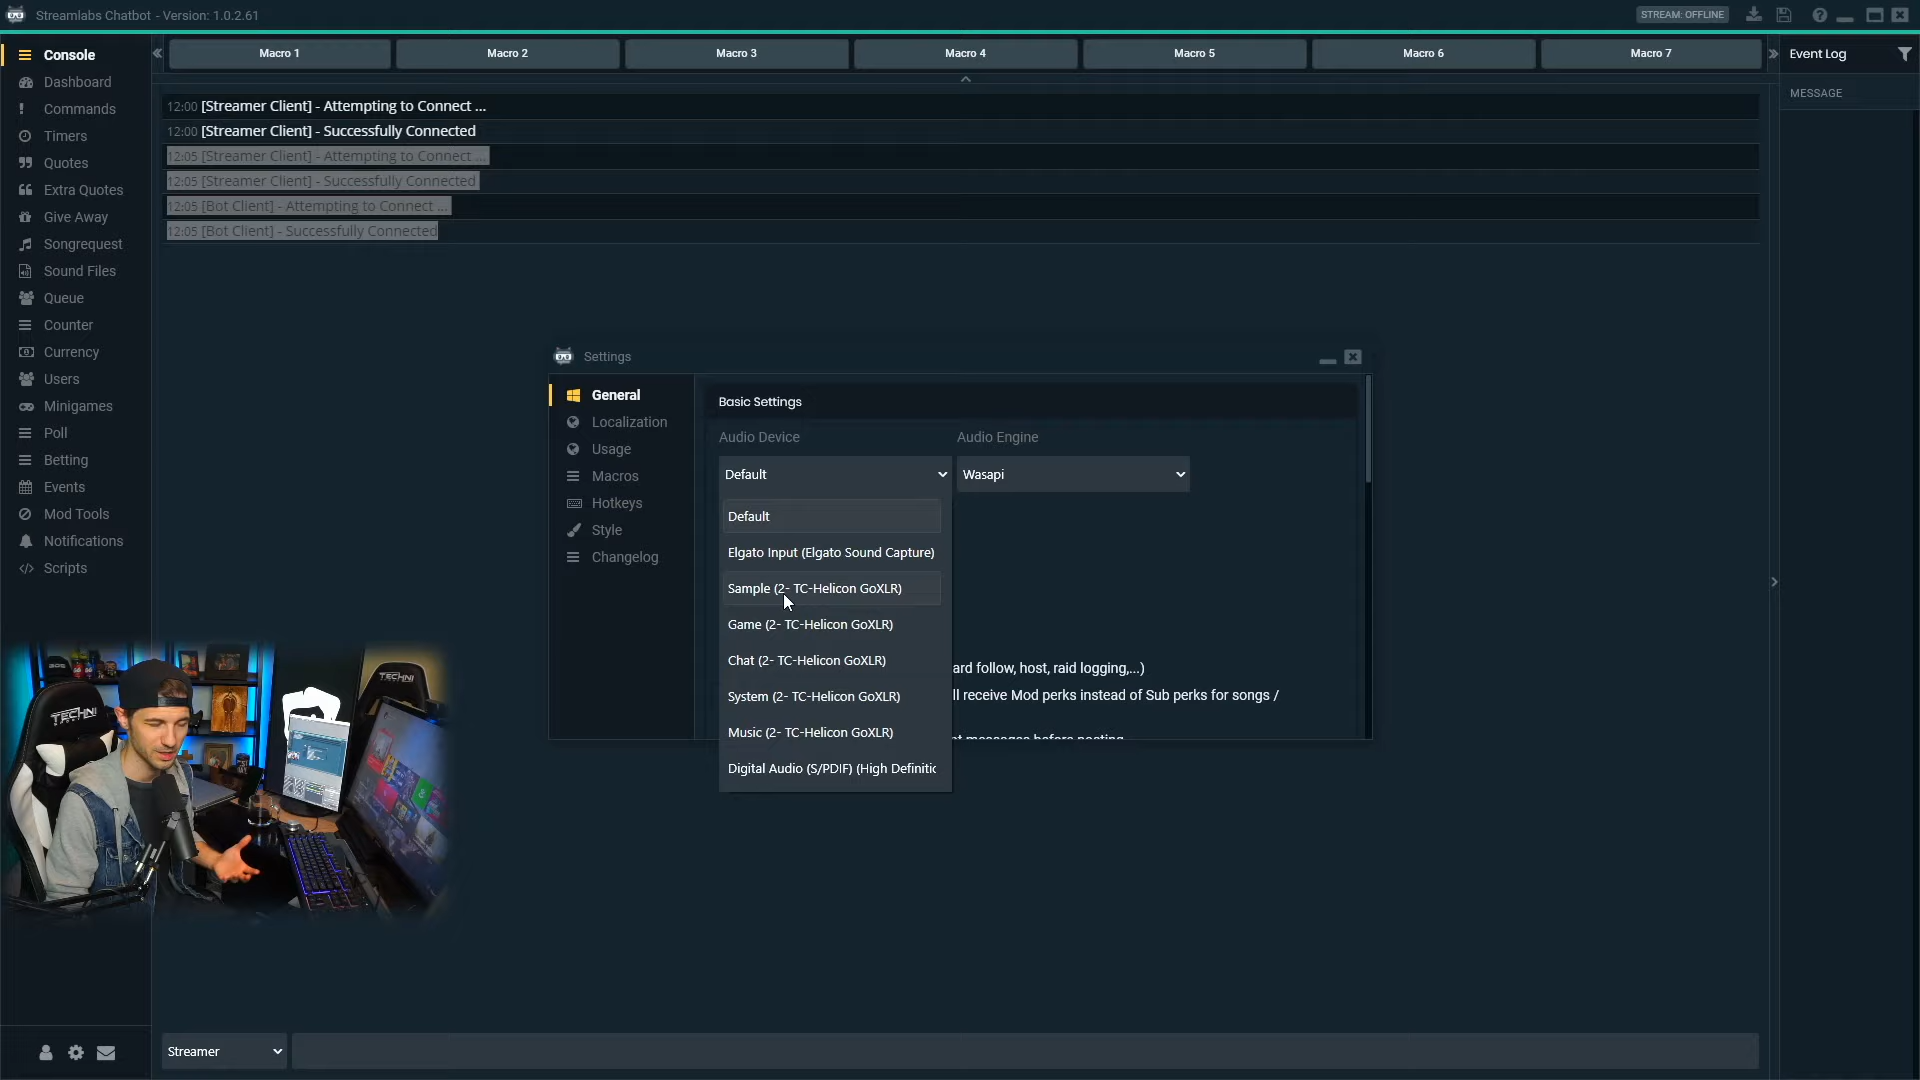 Streamlabs Chatbot - Version: 1.0.2.61
STREAM: OFFLINE
Console
Dashboard
Commands
Timers
Quotes
Extra Quotes
Give Away
Songrequest
Sound Files
Queue
Counter
Currency
Users
Minigames
Poll
Betting
Events
Mod Tools
Notifications
Scripts
Macro 1
Macro 2
Macro 3
Macro 4
Macro 5
Macro 6
Macro 7
12:00 [Streamer Client] - Attempting to Connect ...
12:00 [Streamer Client] - Successfully Connected
12:05 [Streamer Client] - Attempting to Connect ...
12:05 [Streamer Client] - Successfully Connected
12:05 [Bot Client] - Attempting to Connect ...
12:05 [Bot Client] - Successfully Connected
Event Log
MESSAGE
Settings
General
Localization
Usage
Macros
Hotkeys
Style
Changelog
Basic Settings
Audio Device
Audio Engine
Default
Wasapi
Default
Elgato Input (Elgato Sound Capture)
Sample (2- TC-Helicon GoXLR)
Game (2- TC-Helicon GoXLR)
Chat (2- TC-Helicon GoXLR)
System (2- TC-Helicon GoXLR)
Music (2- TC-Helicon GoXLR)
Digital Audio (S/PDIF) (High Definitic
ard follow, host, raid logging,...)
ll receive Mod perks instead of Sub perks for songs /
t messages before posting
TECHNI
TECHNI
Streamer